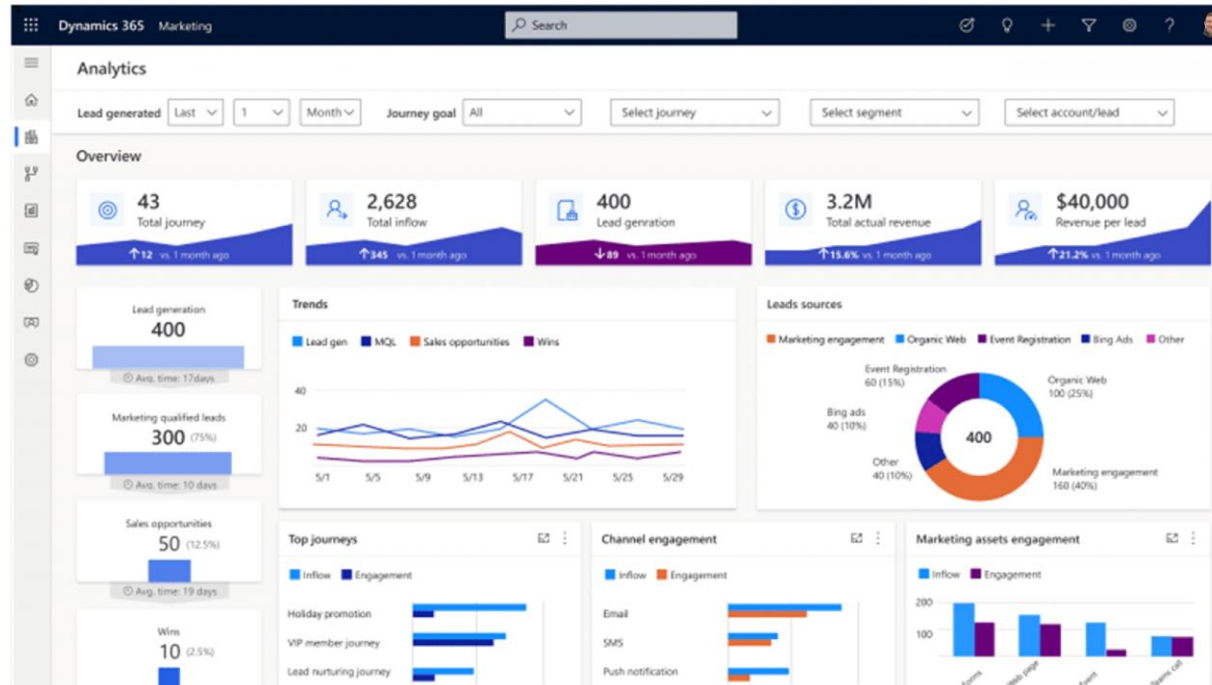 Dynamics 365 Marketing
Search
Analytics
Lead generated Last 1 Month Journey goal All Select journey Select segment Select account/lead
Overview
43
Total journey
↑12 vs. 1 month ago
2,628
Total inflow
↑345 vs. 1 month ago
400
Lead genration
↓89 vs. 1 month ago
3.2M
Total actual revenue
↑15.6% vs. 1 month ago
$40,000
Revenue per lead
↑21.2% vs. 1 month ago
Lead generation
400
Avg. time: 17days
Marketing qualified leads
300 (75%)
Avg. time: 10 days
Sales opportunities
50 (12.5%)
Avg. time: 19 days
Wins
10 (2.5%)
Trends
Lead gen MQL Sales opportunities Wins
40
20
5/1 5/5 5/9 5/13 5/17 5/21 5/25 5/29
Leads sources
Marketing engagement Organic Web Event Registration Bing Ads Other
Event Registration
60 (15%)
Organic Web
100 (25%)
Bing ads
40 (10%)
400
Other
40 (10%)
Marketing engagement
160 (40%)
Top journeys
Inflow Engagement
Holiday promotion
VIP member journey
Lead nurturing journey
Channel engagement
Inflow Engagement
Email
SMS
Push notification
Marketing assets engagement
Inflow Engagement
200
100